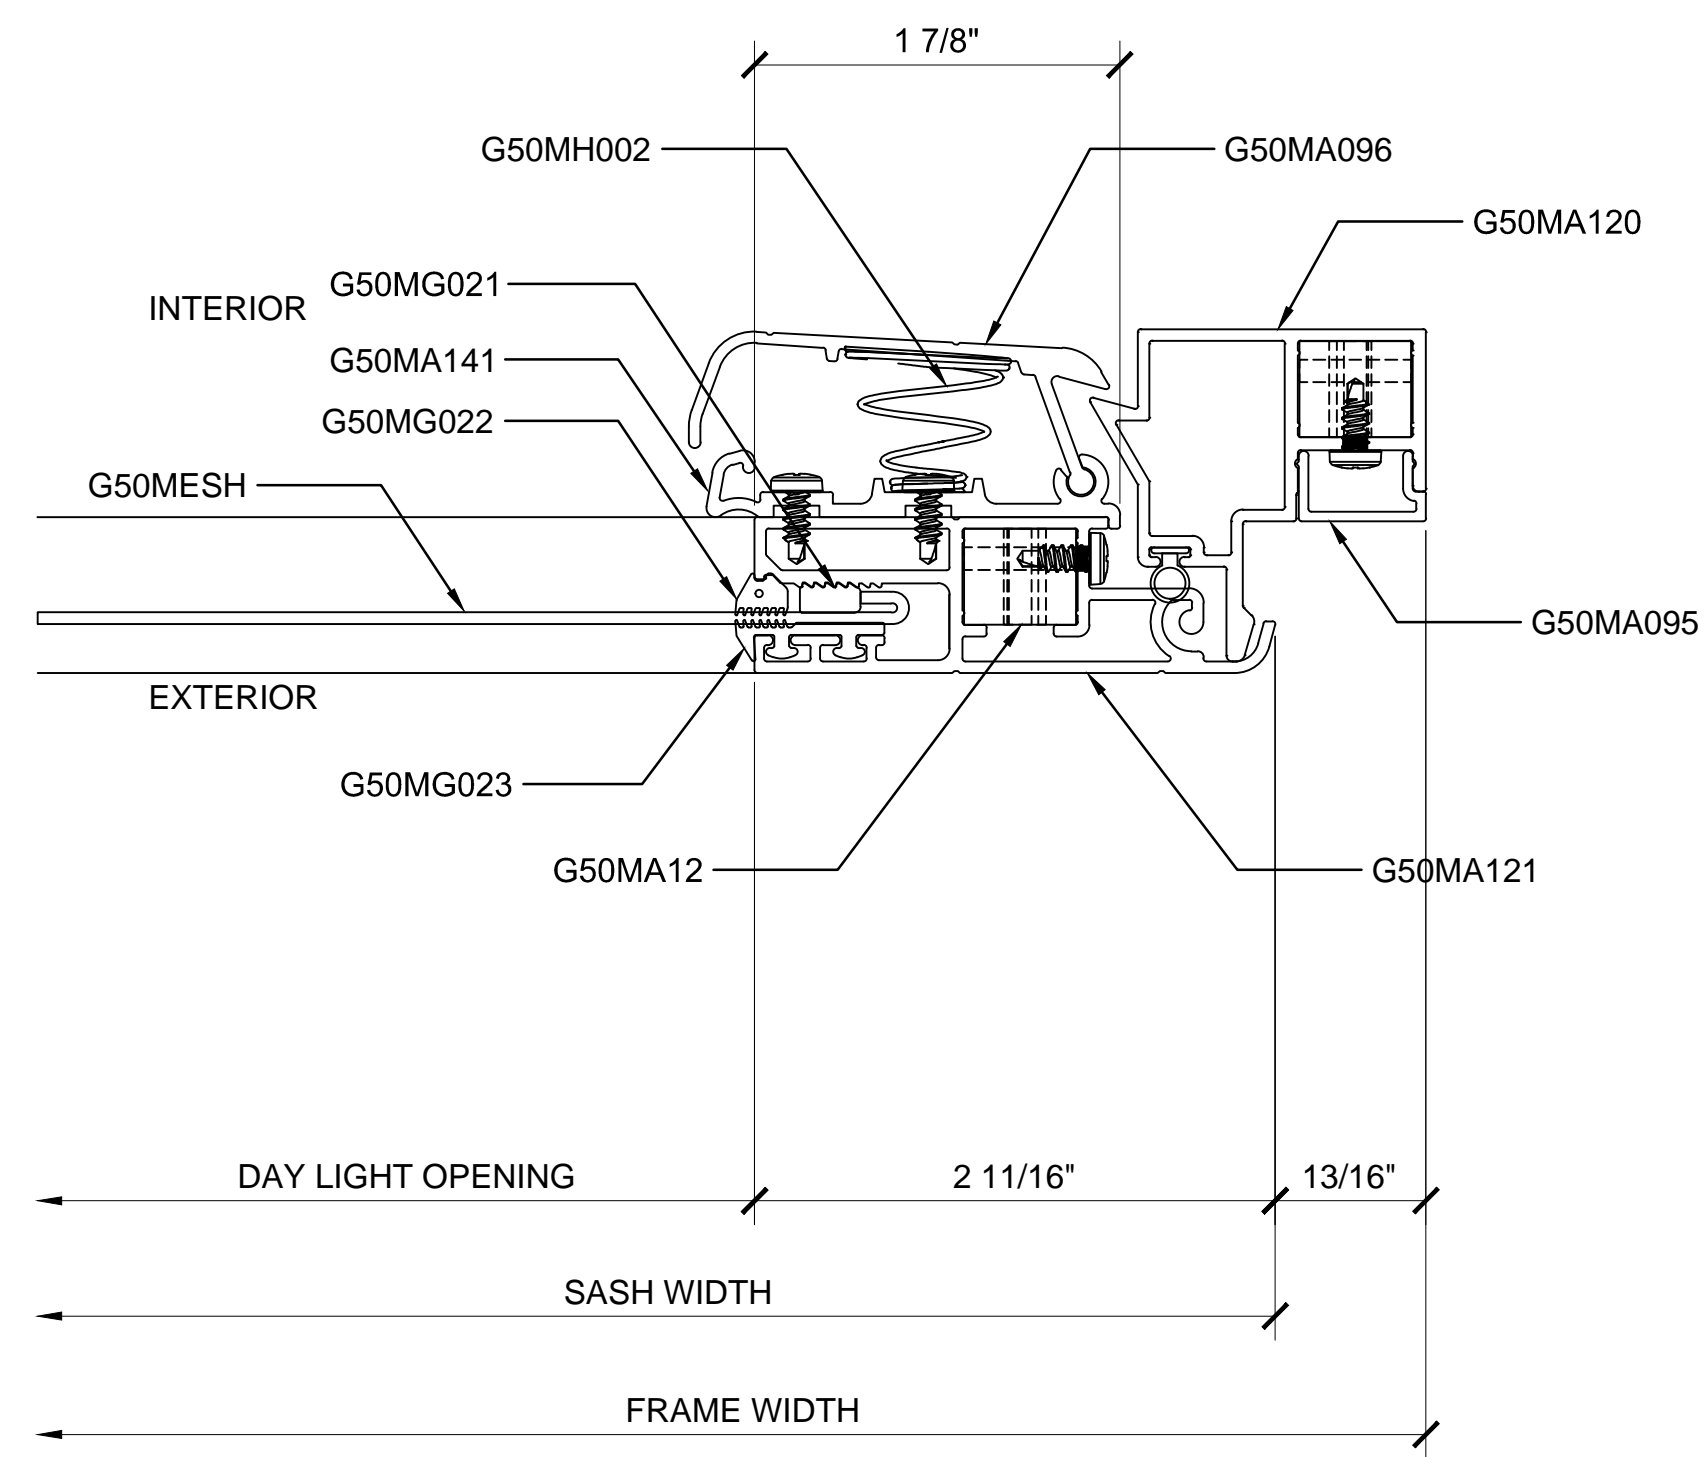 1 7/8"
G50MH002
G50MA096
G50MA120
G50MG021
INTERIOR
G50MA141
G50MG022
G50MESH
G50MA095
EXTERIOR
G50MG023
G50MA12
G50MA121
DAY LIGHT OPENING
2 11/16"
13/16"
SASH WIDTH
FRAME WIDTH